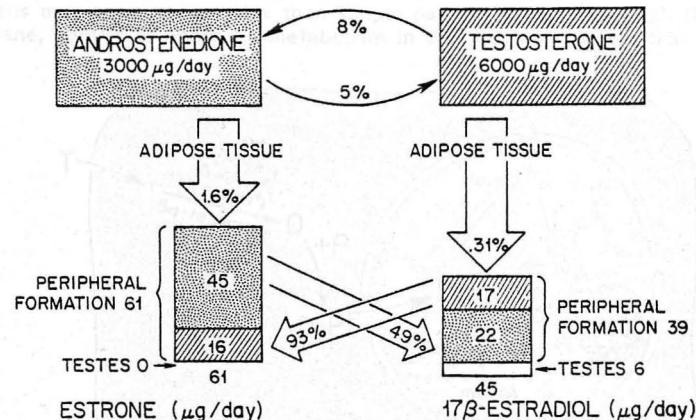 ANDROSTENEDIONE
3000 µg/day
8%
5%
TESTOSTERONE
6000 µg/day
ADIPOSE TISSUE
ADIPOSE TISSUE
1.6%
.31%
PERIPHERAL
FORMATION 61
45
16
TESTES 0
61
93%
49%
17
22
PERIPHERAL
FORMATION 39
TESTES 6
45
ESTRONE (µg/day)
17β-ESTRADIOL (µg/day)